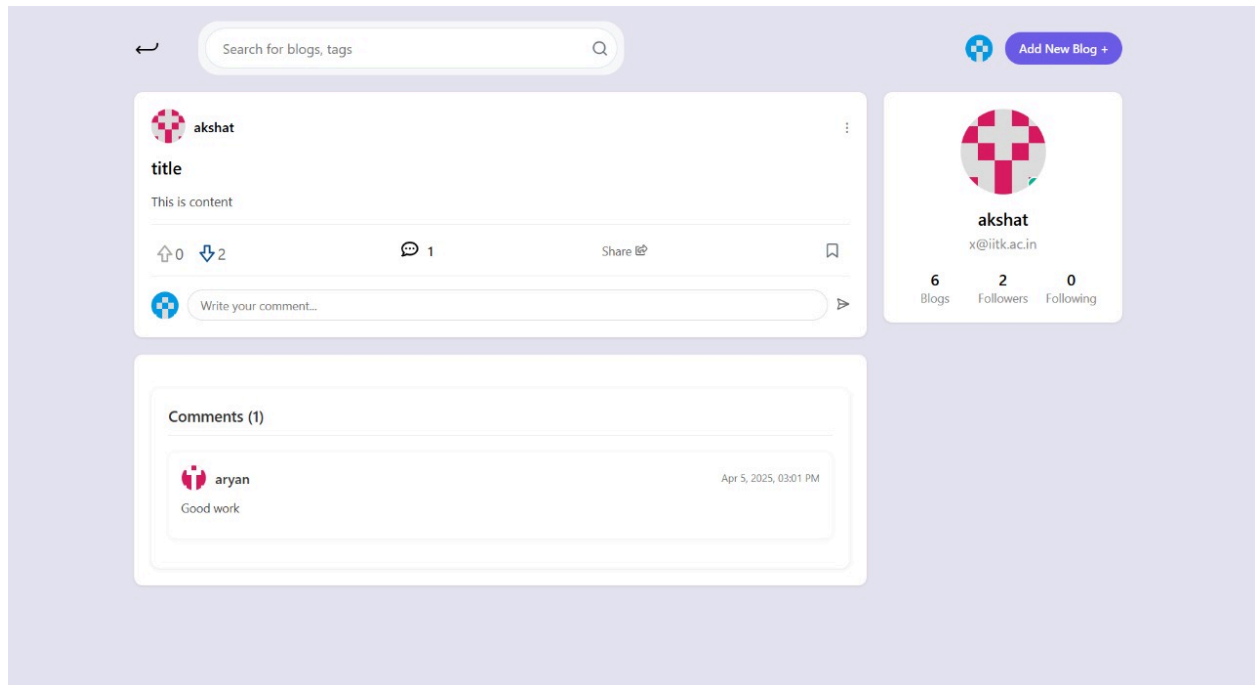 Search for blogs, tags
Add New Blog +
akshat
title
This is content
0 2 1 Share
Write your comment...
akshat
x@iitk.ac.in
6 2 0
Blogs Followers Following
Comments (1)
aryan Apr 5, 2025, 03:01 PM
Good work